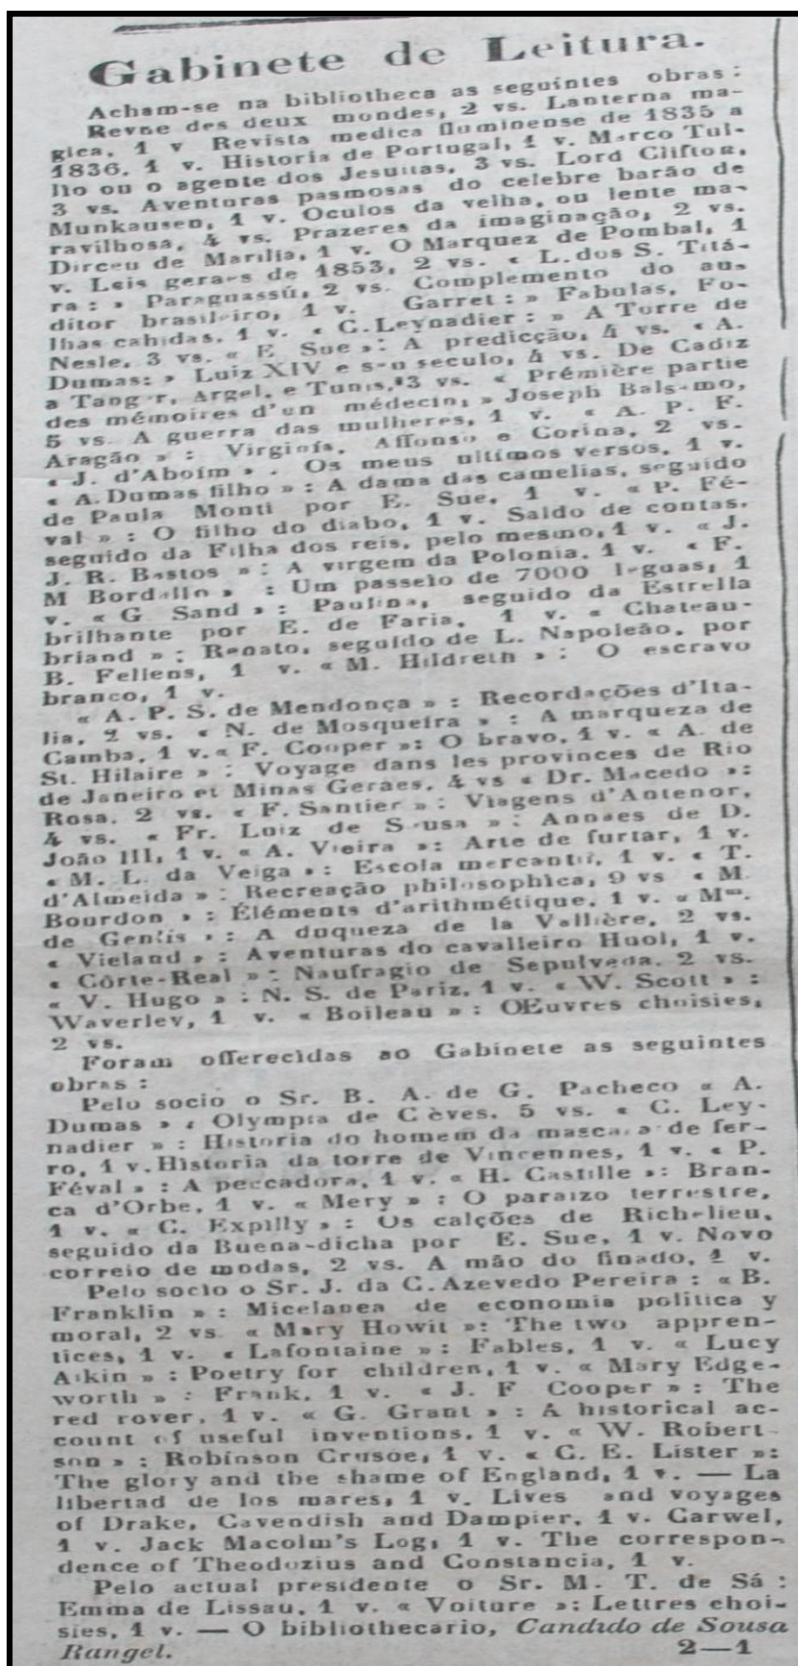 Gabinete de Leitura.
Acham-se na bibliotheca as seguintes obras:
Revne des deux mondes, 2 vs. Lanterna ma-
gica, 1 v Revista medica fluminense de 1835 a
1836, 1 v. Historia de Portugal, 1 v. Marco Tul-
lio ou o agente dos Jesuitas, 3 vs. Lord Clifton,
3 vs. Aventuras pasmosas do celebre barão de
Munkausen, 1 v. Oculos da velha, ou lente ma-
ravilhosa, 4 vs. Prazeres da imaginação, 2 vs.
Dirceu de Marilia, 1 v. O Marquez de Pombal, 1
v. Leis geraes de 1853, 2 vs. « L. dos S. Titá-
ra: » Paraguassú, 2 vs. Complemento do au-
ditor brasileiro, 1 v. Garret: » Fabulas, Fo-
lhas cahidas, 1 v. « C. Leynadier: » A Torre de
Nesle, 3 vs. « E. Sue »: A predicção, 4 vs. « A.
Dumas: » Luiz XIV e seu seculo, 4 vs. De Cadiz
a Tanger, Argel, e Tunis, 3 vs. « Prémière partie
des mémoires d'un médecin, » Joseph Balsamo,
5 vs. A guerra das mulheres, 1 v. « A. P. F.
Aragão » : Virginia, Affonso e Corina, 2 vs.
« J. d'Aboim » . Os meus ultimos versos, 1 v.
« A. Dumas filho » : A dama das camelias, seguido
de Paula Monti por E. Sue, 1 v. « P. Fé-
val » : O filho do diabo, 1 v. Saldo de contas,
seguido da Filha dos reis, pelo mesmo, 1 v. « J.
J. R. Bastos » : A virgem da Polonia, 1 v. « F.
M Bordallo » : Um passeio de 7000 leguas, 1
v. « G Sand » : Paulina, seguido da Estrella
brilhante por E. de Faria, 1 v. « Chateau-
briand » : Renato, seguido de L. Napoleão, por
B. Fellens, 1 v. « M. Hildreth » : O escravo
branco, 1 v.
« A. P. S. de Mendonça » : Recordações d'Ita-
lia, 2 vs. « N. de Mosqueira » : A marqueza de
Camba, 1 v. « F. Cooper »: O bravo, 1 v. « A. de
St. Hilaire » : Voyage dans les provinces de Rio
de Janeiro et Minas Geraes, 4 vs « Dr. Macedo »:
Rosa, 2 vs. « F. Santier » : Viagens d'Antenor,
4 vs. « Fr. Luiz de Sousa » : Annaes de D.
João III, 1 v. « A. Vieira »: Arte de furtar, 1 v.
« M. L. da Veiga »: Escola mercantil, 1 v. « T.
d'Almeida » : Recreação philosophica, 9 vs « M.
Bourdon » : Éléments d'arithmétique, 1 v. « Mme.
de Genlis » : A duqueza de la Vallière, 2 vs.
« Vieland » : Aventuras do cavalleiro Huol, 1 v.
« Côrte-Real » : Naufragio de Sepulveda, 2 vs.
« V. Hugo » : N. S. de Pariz, 1 v. « W. Scott » :
Waverley, 1 v. « Boileau » : OEuvres choisies,
2 vs.
Foram offerecidas ao Gabinete as seguintes
obras :
Pelo socio o Sr. B. A. de G. Pacheco « A.
Dumas » : Olympia de Clèves, 5 vs. « C. Ley-
nadier » : Historia do homem da mascara de fer-
ro, 1 v. Historia da torre de Vincennes, 1 v. « P.
Féval » : A peccadora, 1 v. « H. Castille »: Bran-
ca d'Orbe, 1 v. « Mery » : O paraizo terrestre,
1 v. « C. Expilly » : Os calções de Richelieu,
seguido da Buena-dicha por E. Sue, 1 v. Novo
correio de modas, 2 vs. A mão do finado, 1 v.
Pelo socio o Sr. J. da C. Azevedo Pereira : « B.
Franklin » : Micelanea de economia politica y
moral, 2 vs. « Mary Howit »: The two appren-
tices, 1 v. « Lafontaine » : Fables, 1 v. « Lucy
Aikin » : Poetry for children, 1 v. « Mary Edge-
worth » : Frank, 1 v. « J. F Cooper » : The
red rover, 1 v. « G. Grant » : A historical ac-
count of useful inventions, 1 v. « W. Robert-
son » : Robinson Crusoe, 1 v. « C. E. Lister »:
The glory and the shame of England, 1 v. — La
libertad de los mares, 1 v. Lives and voyages
of Drake, Cavendish and Dampier, 1 v. Carwel,
1 v. Jack Macolm's Log, 1 v. The correspon-
dence of Theodozius and Constancia, 1 v.
Pelo actual presidente o Sr. M. T. de Sá :
Emma de Lissau, 1 v. « Voiture »: Lettres choi-
sies, 1 v. — O bibliothecario, Candido de Sousa
Rangel. 2—1